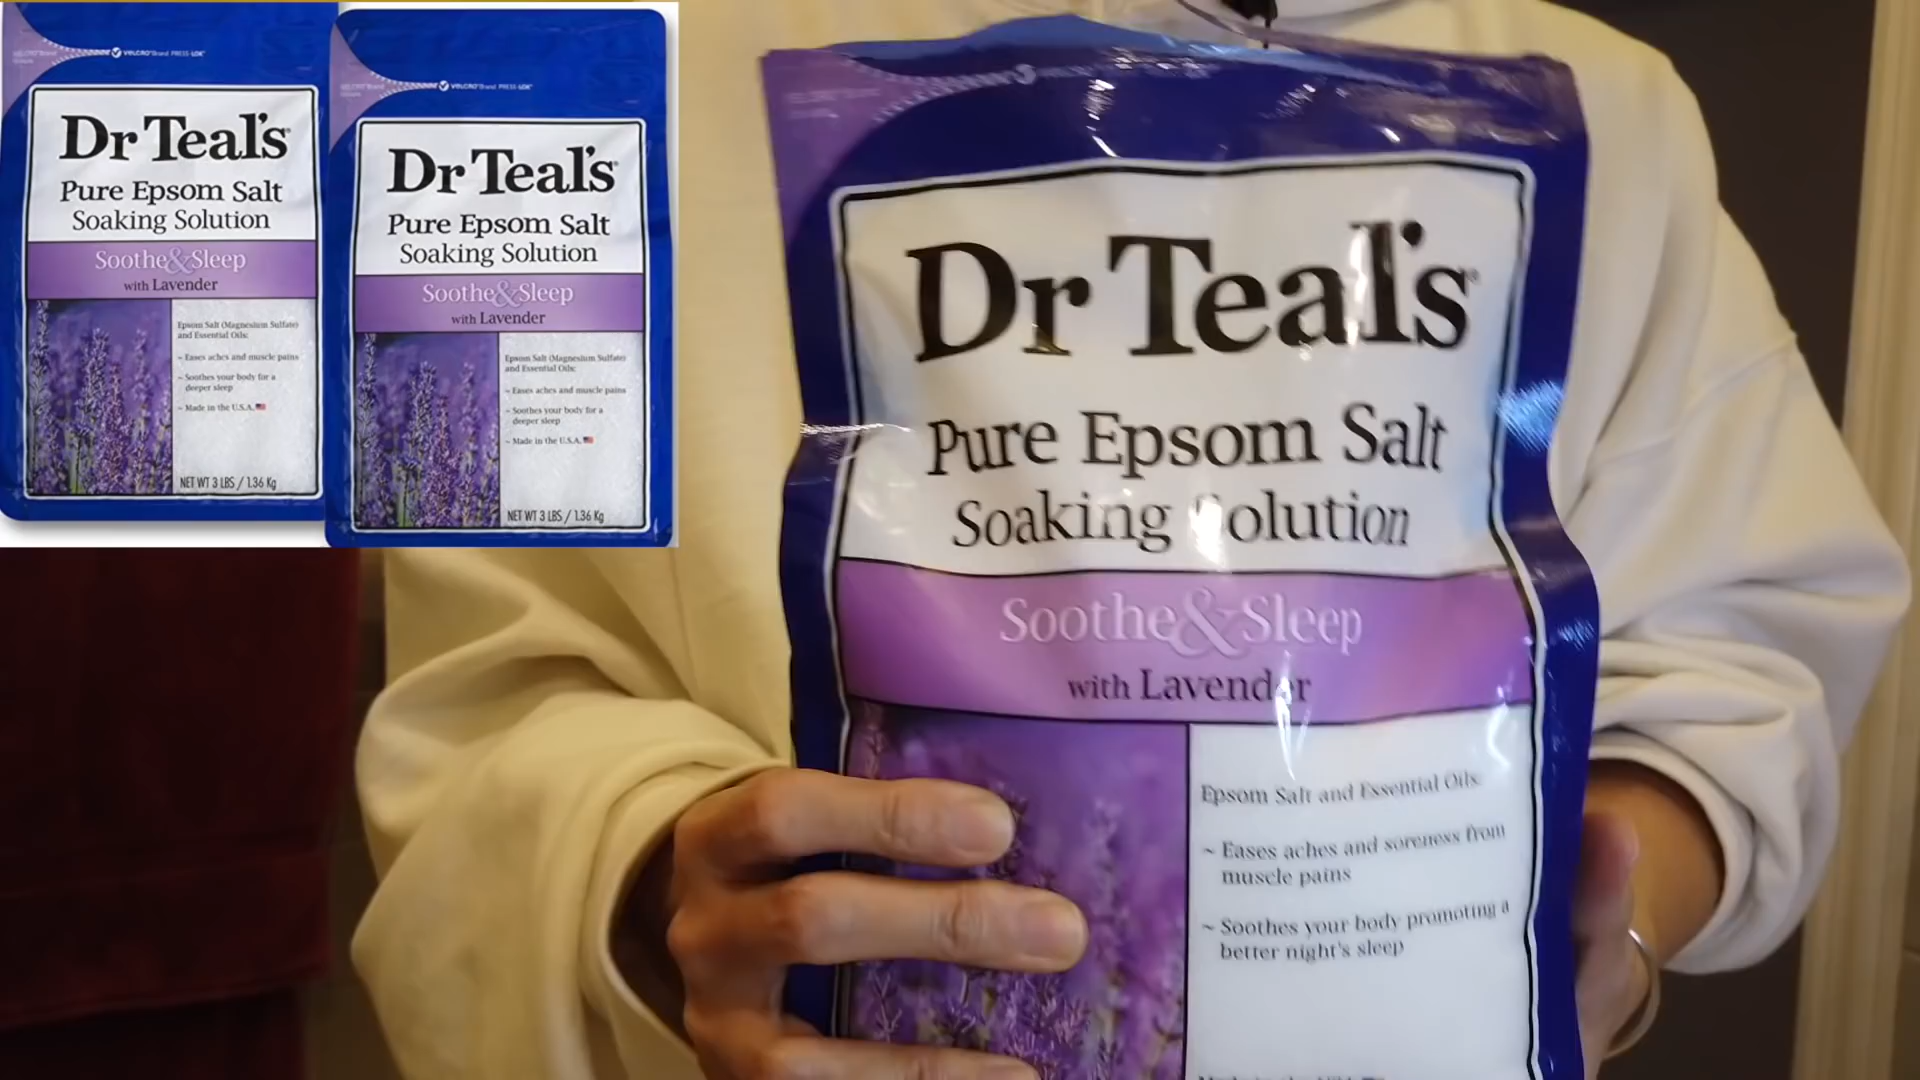 VELCRO® Brand PRESS-LOK™
Dr Teal's®
Pure Epsom Salt
Soaking Solution
Soothe&Sleep
with Lavender
Epsom Salt (Magnesium Sulfate)
and Essential Oils:
~ Eases aches and muscle pains
~ Soothes your body for a
deeper sleep
~ Made in the U.S.A.
NET WT 3 LBS / 1.36 Kg
VELCRO® Brand PRESS-LOK™
Dr Teal's®
Pure Epsom Salt
Soaking Solution
Soothe&Sleep
with Lavender
Epsom Salt (Magnesium Sulfate)
and Essential Oils:
~ Eases aches and muscle pains
~ Soothes your body for a
deeper sleep
~ Made in the U.S.A.
NET WT 3 LBS / 1.36 Kg
Dr Teal's®
Pure Epsom Salt
Soaking Solution
Soothe&Sleep
with Lavender
Epsom Salt and Essential Oils:
~ Eases aches and soreness from
muscle pains
~ Soothes your body promoting a
better night's sleep